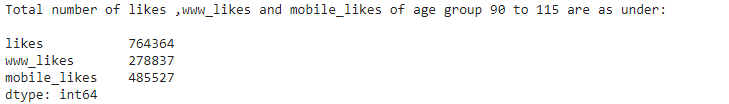 Total number of likes ,www_likes and mobile_likes of age group 90 to 115 are as under:
likes 764364
www_likes 278837
mobile_likes 485527
dtype: int64